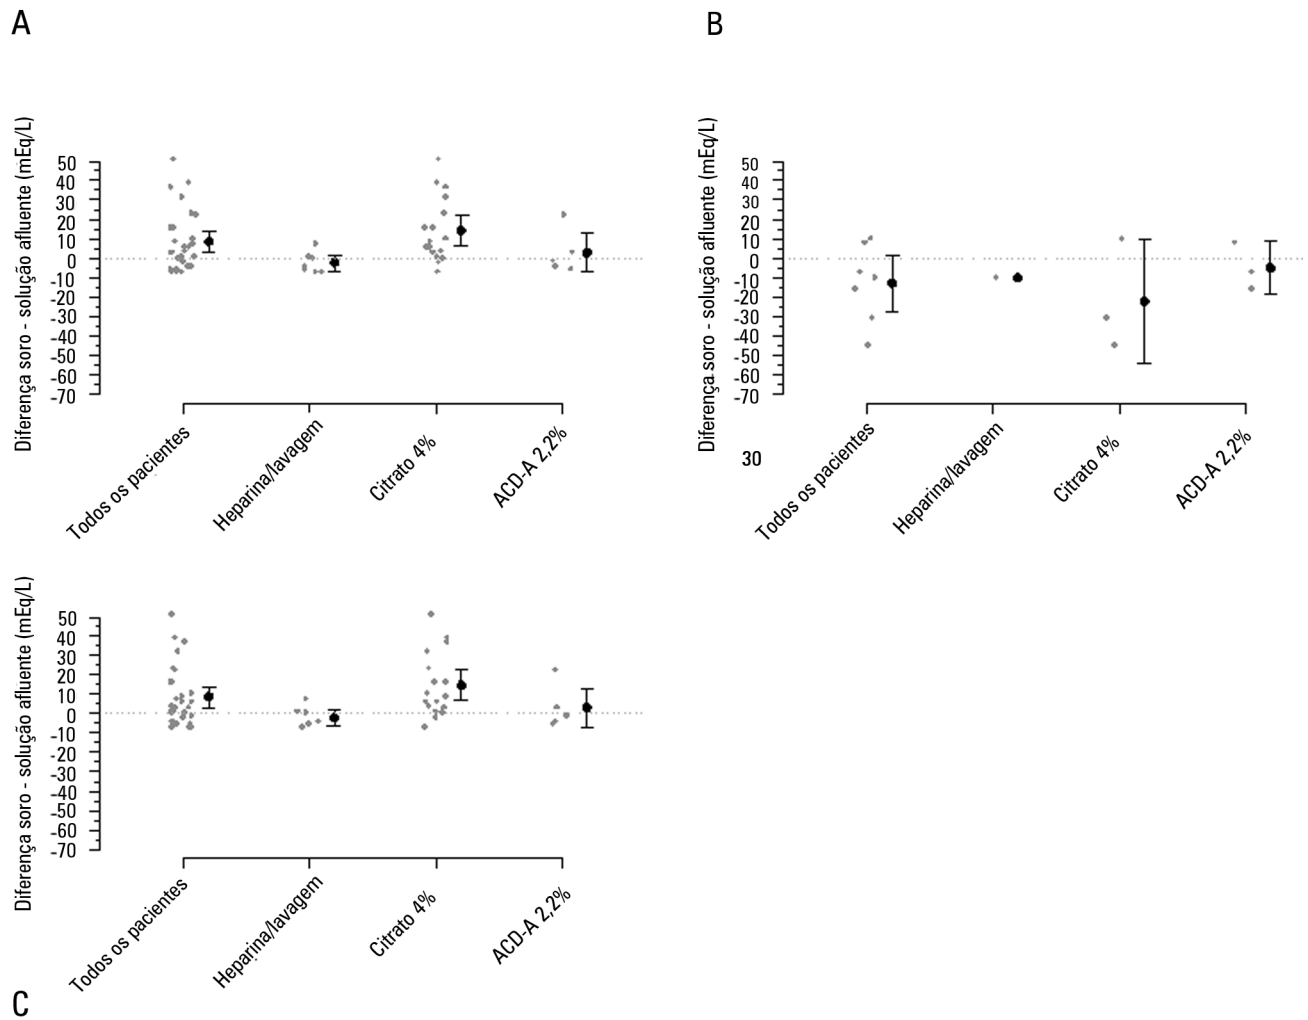 A
Diferença soro - solução afluente (mEq/L)
50
40
30
20
10
0
-10
-20
-30
-40
-50
-60
-70
Todos os pacientes
Heparina/lavagem
Citrato 4%
ACD-A 2,2%
B
Diferença soro - solução afluente (mEq/L)
50
40
30
20
10
0
-10
-20
-30
-40
-50
-60
-70
30
Todos os pacientes
Heparina/lavagem
Citrato 4%
ACD-A 2,2%
Diferença soro - solução afluente (mEq/L)
50
40
30
20
10
0
-10
-20
-30
-40
-50
-60
-70
Todos os pacientes
Heparina/lavagem
Citrato 4%
ACD-A 2,2%
C